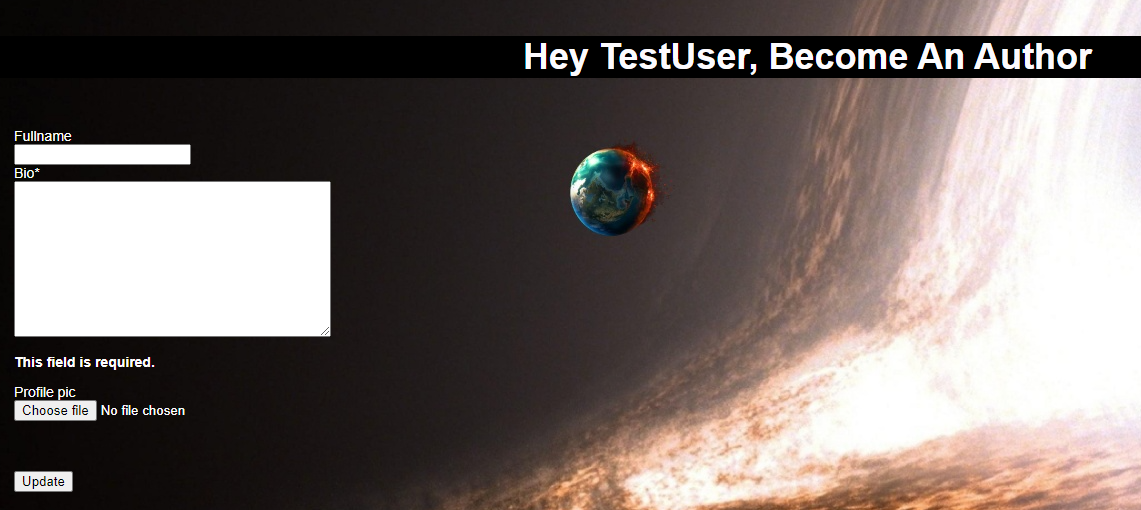 Hey TestUser, Become An Author
Fullname
Bio*
This field is required.
Profile pic
Choose file No file chosen
Update